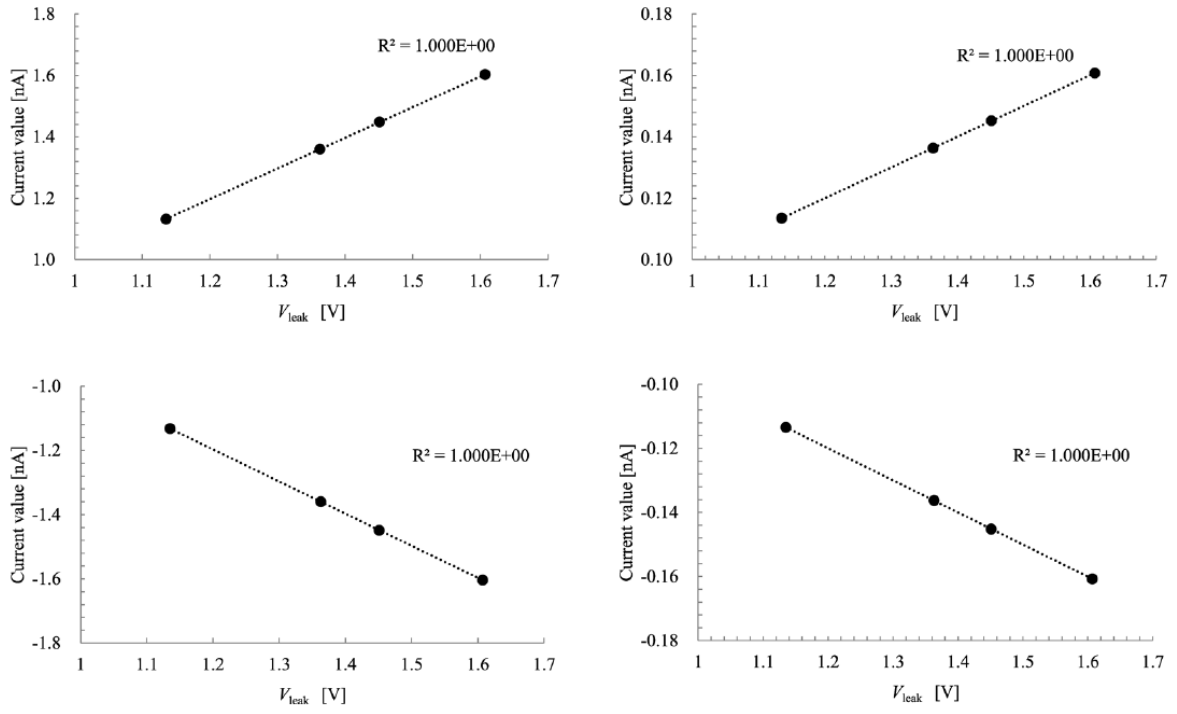 1.8
1.6
1.4
1.2
1.0
Current value [nA]
R² = 1.000E+00
1 1.1 1.2 1.3 1.4 1.5 1.6 1.7
V leak [V]
0.18
0.16
0.14
0.12
0.10
Current value [nA]
R² = 1.000E+00
1 1.1 1.2 1.3 1.4 1.5 1.6 1.7
V leak [V]
-1.0
-1.2
-1.4
-1.6
-1.8
Current value [nA]
R² = 1.000E+00
1 1.1 1.2 1.3 1.4 1.5 1.6 1.7
V leak [V]
-0.10
-0.12
-0.14
-0.16
-0.18
Current value [nA]
R² = 1.000E+00
1 1.1 1.2 1.3 1.4 1.5 1.6 1.7
V leak [V]